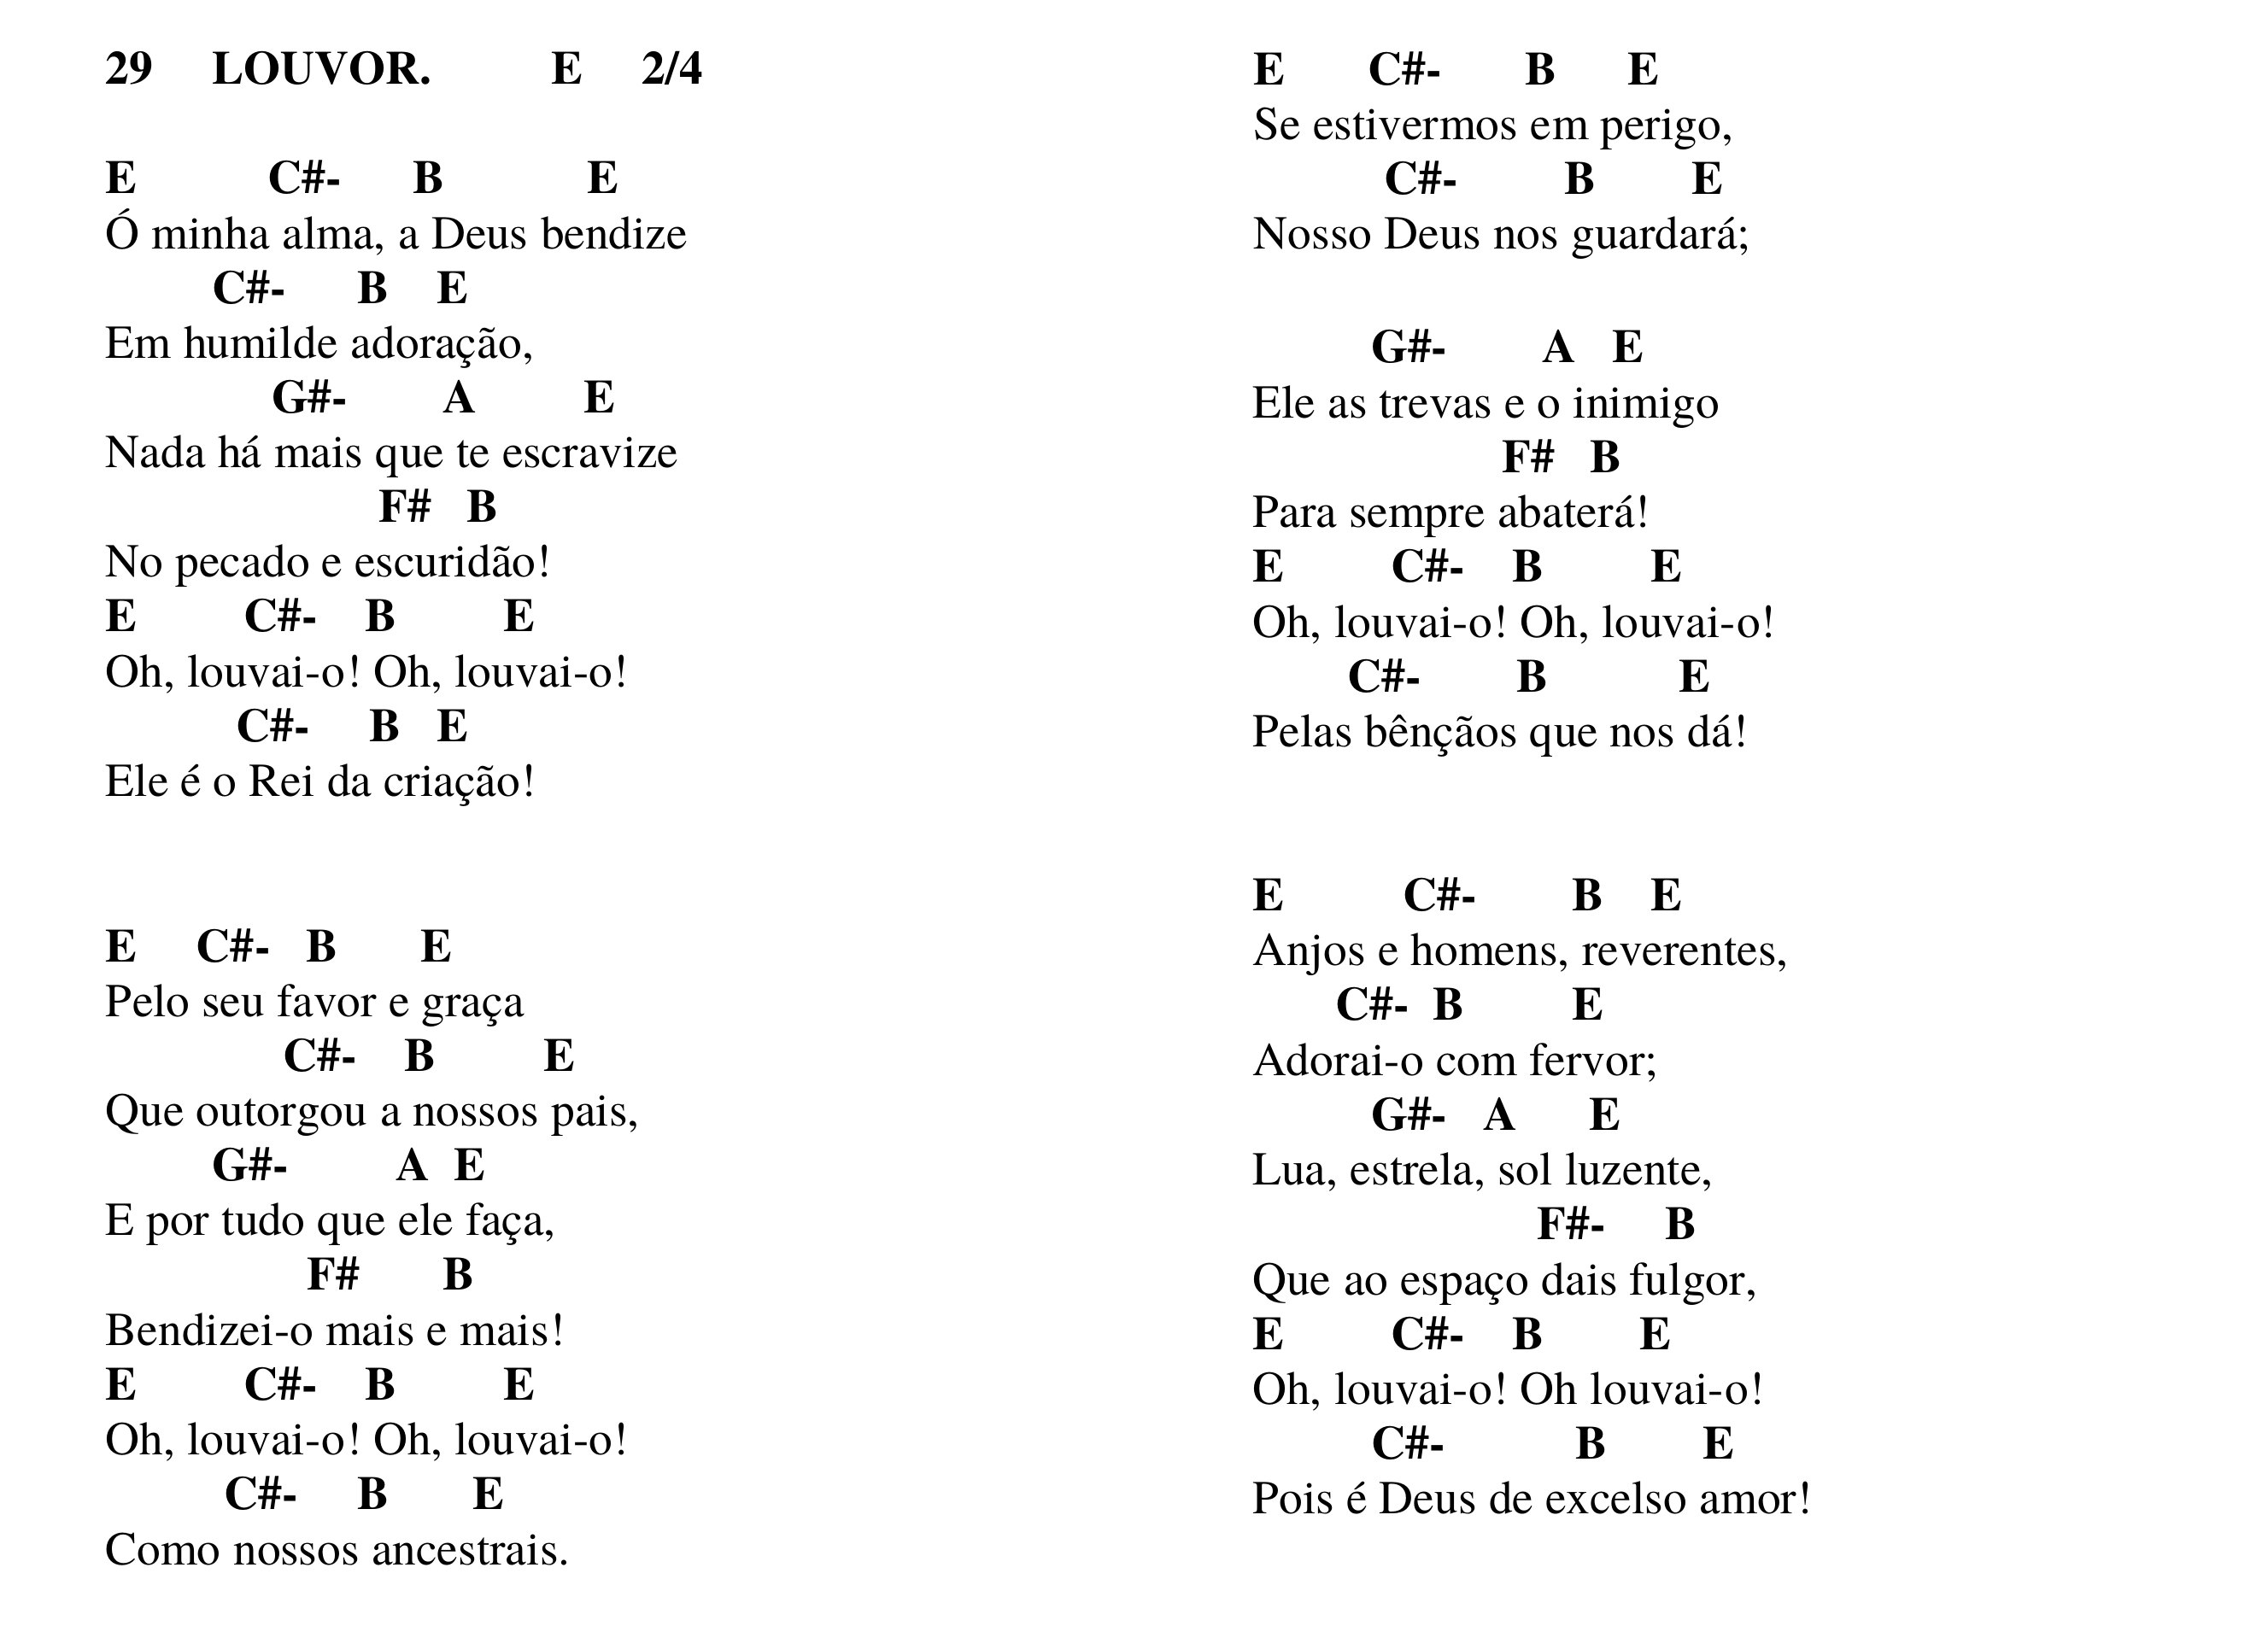 29 LOUVOR. E 2/4
E C#- B E
Ó minha alma, a Deus bendize
C#- B E
Em humilde adoração,
G#- A E
Nada há mais que te escravize
F# B
No pecado e escuridão!
E C#- B E
Oh, louvai-o! Oh, louvai-o!
C#- B E
Ele é o Rei da criação!
E C#- B E
Pelo seu favor e graça
C#- B E
Que outorgou a nossos pais,
G#- A E
E por tudo que ele faça,
F# B
Bendizei-o mais e mais!
E C#- B E
Oh, louvai-o! Oh, louvai-o!
C#- B E
Como nossos ancestrais.
E C#- B E
Se estivermos em perigo,
C#- B E
Nosso Deus nos guardará;
G#- A E
Ele as trevas e o inimigo
F# B
Para sempre abaterá!
E C#- B E
Oh, louvai-o! Oh, louvai-o!
C#- B E
Pelas bênçãos que nos dá!
E C#- B E
Anjos e homens, reverentes,
C#- B E
Adorai-o com fervor;
G#- A E
Lua, estrela, sol luzente,
F#- B
Que ao espaço dais fulgor,
E C#- B E
Oh, louvai-o! Oh louvai-o!
C#- B E
Pois é Deus de excelso amor!